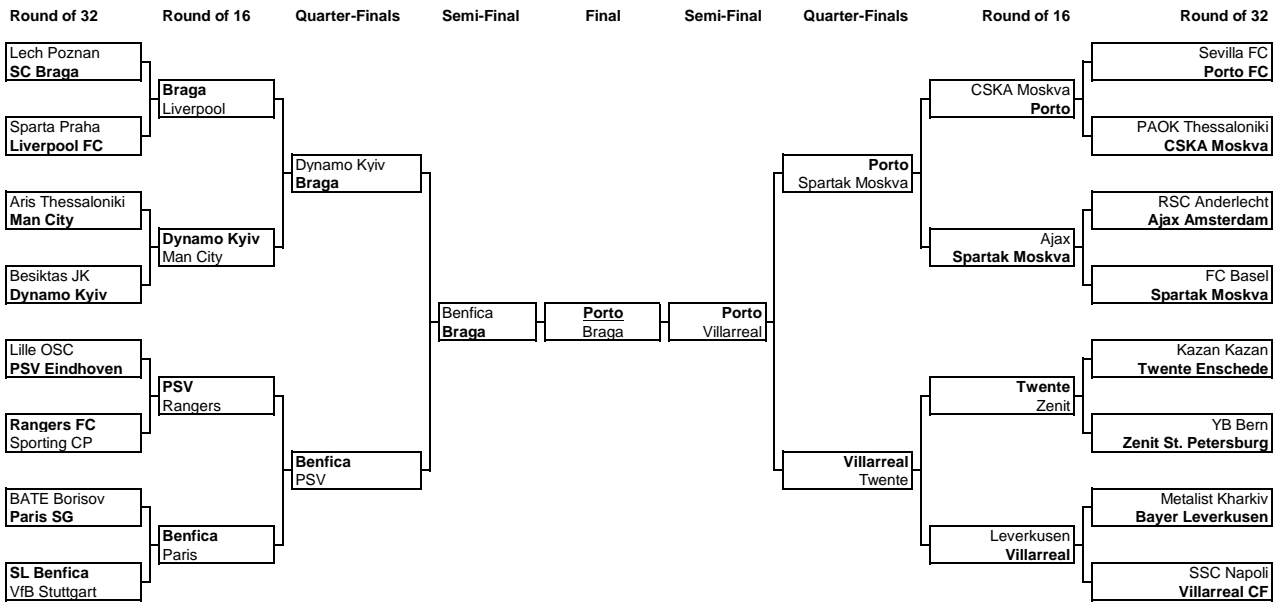 Round of 32
Round of 16
Quarter-Finals
Semi-Final
Final
Semi-Final
Quarter-Finals
Round of 16
Round of 32
Lech Poznan
SC Braga
Sparta Praha
Liverpool FC
Aris Thessaloniki
Man City
Besiktas JK
Dynamo Kyiv
Lille OSC
PSV Eindhoven
Rangers FC
Sporting CP
BATE Borisov
Paris SG
SL Benfica
VfB Stuttgart
Braga
Liverpool
Dynamo Kyiv
Man City
PSV
Rangers
Benfica
Paris
Dynamo Kyiv
Braga
Benfica
PSV
Benfica
Braga
Porto
Braga
Porto
Villarreal
Porto
Spartak Moskva
Villarreal
Twente
CSKA Moskva
Porto
Ajax
Spartak Moskva
Twente
Zenit
Leverkusen
Villarreal
Sevilla FC
Porto FC
PAOK Thessaloniki
CSKA Moskva
RSC Anderlecht
Ajax Amsterdam
FC Basel
Spartak Moskva
Kazan Kazan
Twente Enschede
YB Bern
Zenit St. Petersburg
Metalist Kharkiv
Bayer Leverkusen
SSC Napoli
Villarreal CF